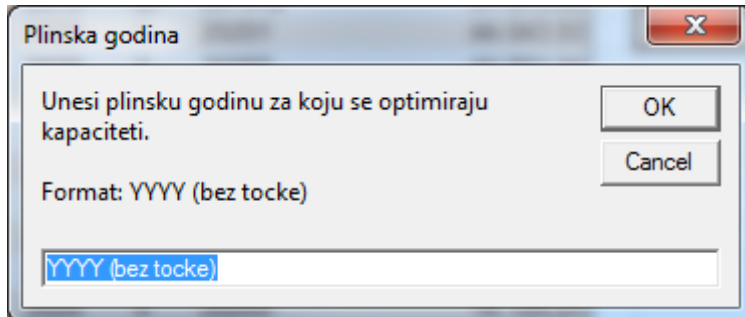 Plinska godina
Unesi plinsku godinu za koju se optimiraju
kapaciteti.
OK
Cancel
Format: YYYY (bez tocke)
YYYY (bez tocke)